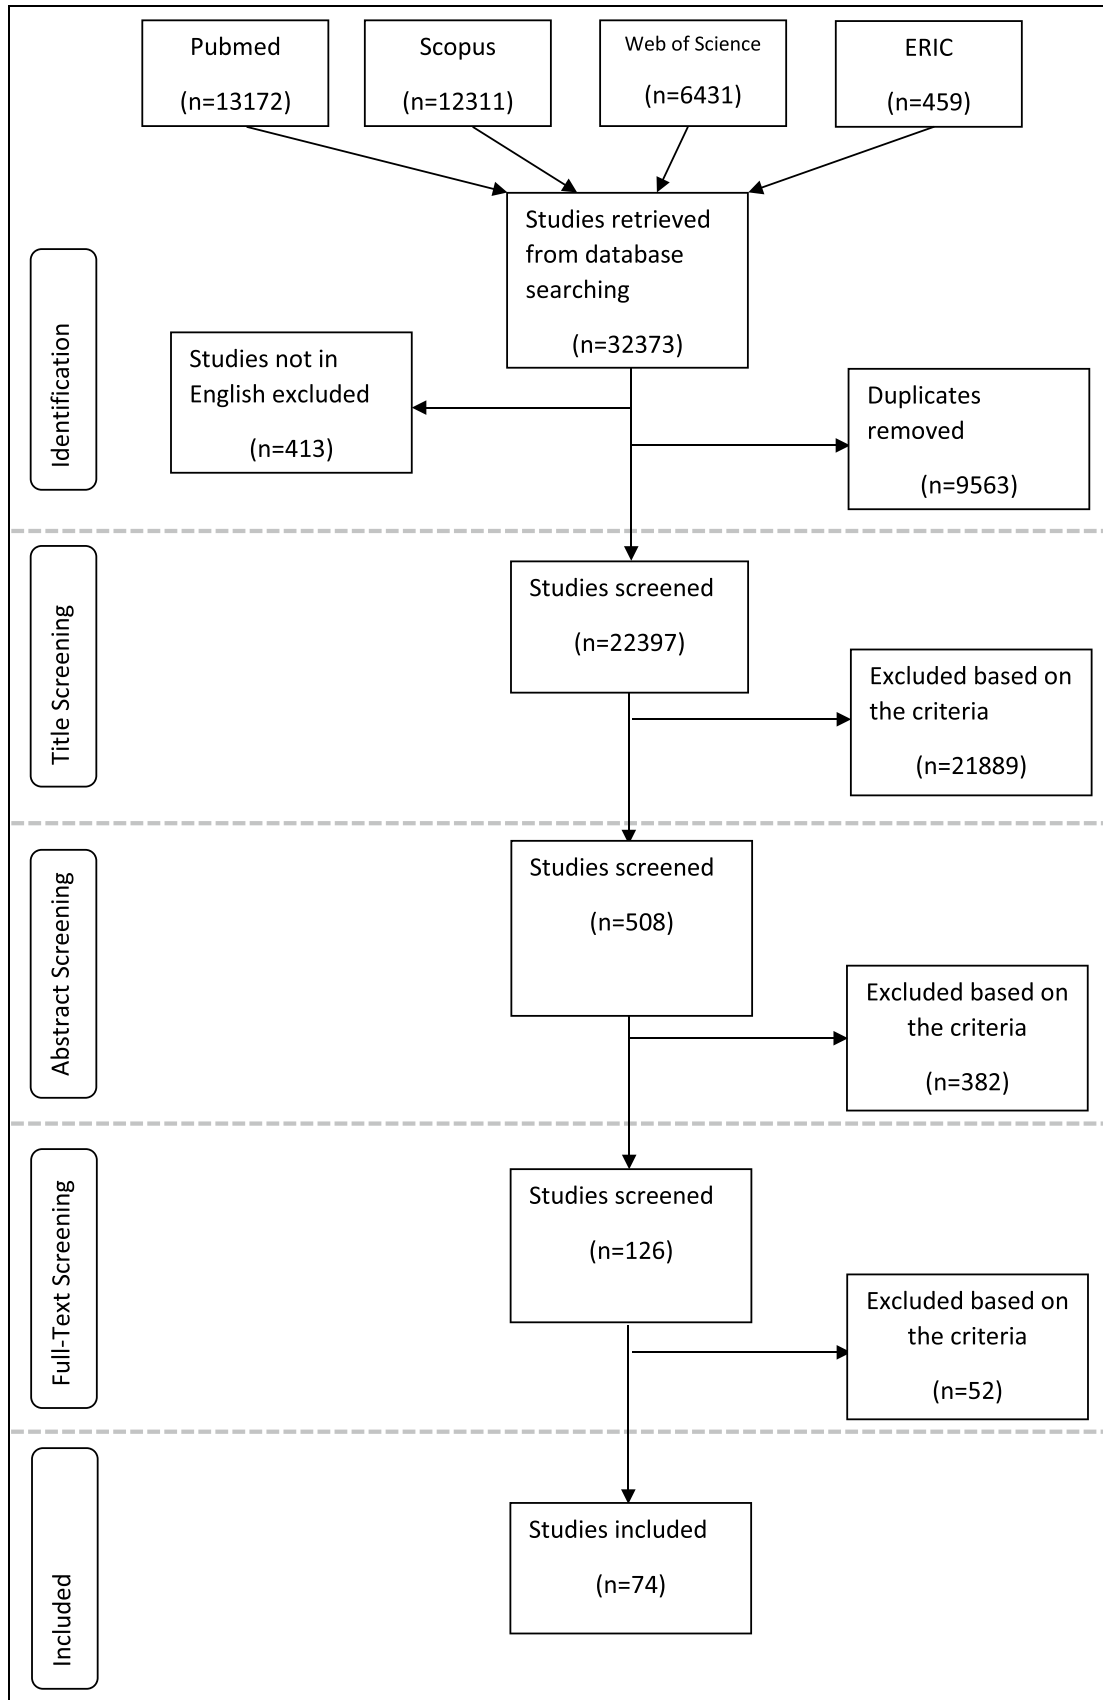 Pubmed
(n=13172)
Scopus
(n=12311)
Web of Science
(n=6431)
ERIC
(n=459)
Studies retrieved
from database
searching
(n=32373)
Identification
Studies not in
English excluded
(n=413)
Duplicates
removed
(n=9563)
Title Screening
Studies screened
(n=22397)
Excluded based on
the criteria
(n=21889)
Abstract Screening
Studies screened
(n=508)
Excluded based on
the criteria
(n=382)
Full-Text Screening
Studies screened
(n=126)
Excluded based on
the criteria
(n=52)
Included
Studies included
(n=74)